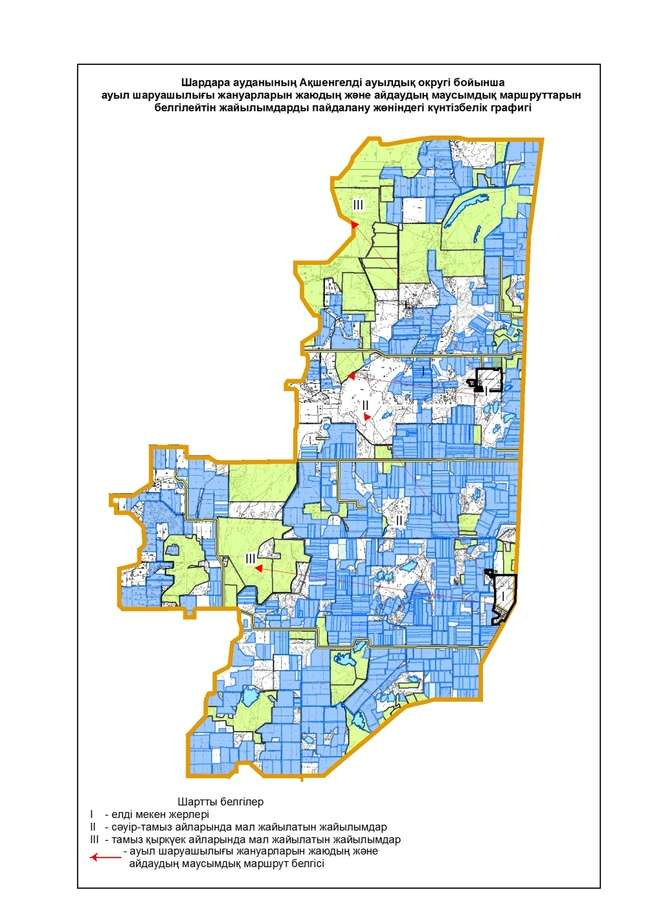 Шардара ауданының Ақшенгелді ауылдық округі бойынша
ауыл шаруашылығы жануарларын жаюдың және айдаудың маусымдық маршруттарын
белгілейтін жайылымдарды пайдалану жөніндегі күнтізбелік графигі
III
I
I
II
II
III
I
Шартты белгілер
I - елді мекен жерлері
II - сәуір-тамыз айларында мал жайылатын жайылымдар
III - тамыз қыркуек айларында мал жайылатын жайылымдар
- ауыл шаруашылығы жануарларын жаюдың және
айдаудың маусымдық маршрут белгісі